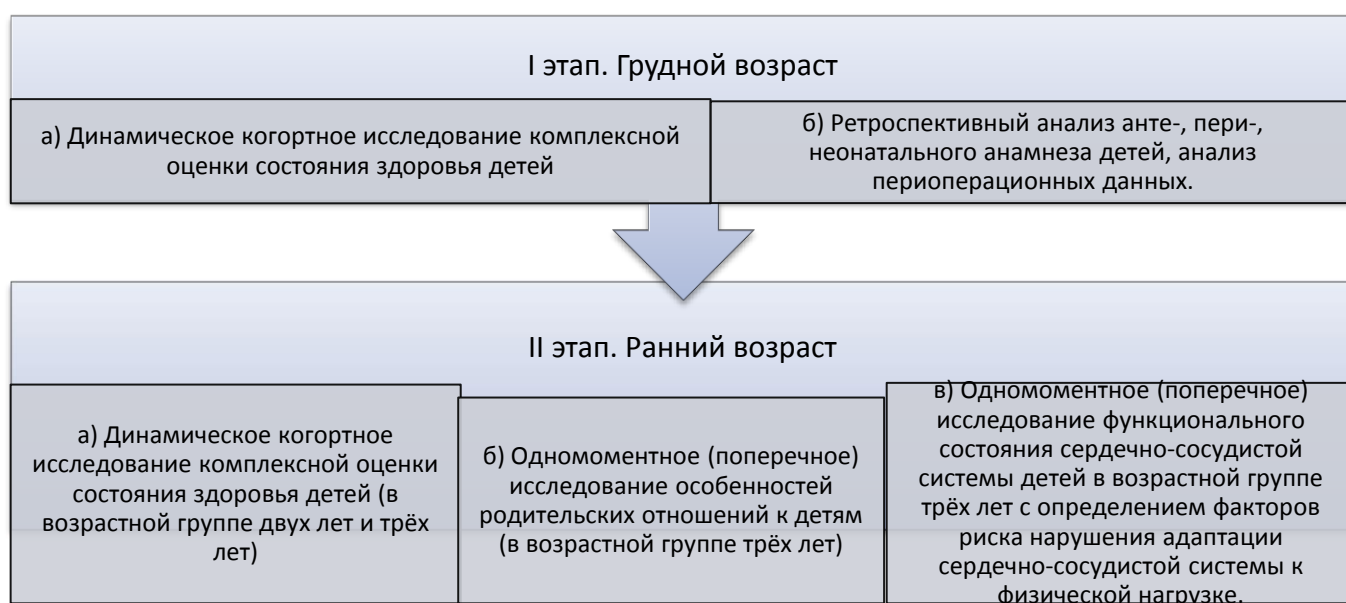 I этап. Грудной возраст
а) Динамическое когортное исследование комплексной
оценки состояния здоровья детей
б) Ретроспективный анализ анте-, пери-,
неонатального анамнеза детей, анализ
периоперационных данных.
II этап. Ранний возраст
а) Динамическое когортное
исследование комплексной оценки
состояния здоровья детей (в
возрастной группе двух лет и трёх
лет)
б) Одномоментное (поперечное)
исследование особенностей
родительских отношений к детям
(в возрастной группе трёх лет)
в) Одномоментное (поперечное)
исследование функционального
состояния сердечно-сосудистой
системы детей в возрастной группе
трёх лет с определением факторов
риска нарушения адаптации
сердечно-сосудистой системы к
физической нагрузке.